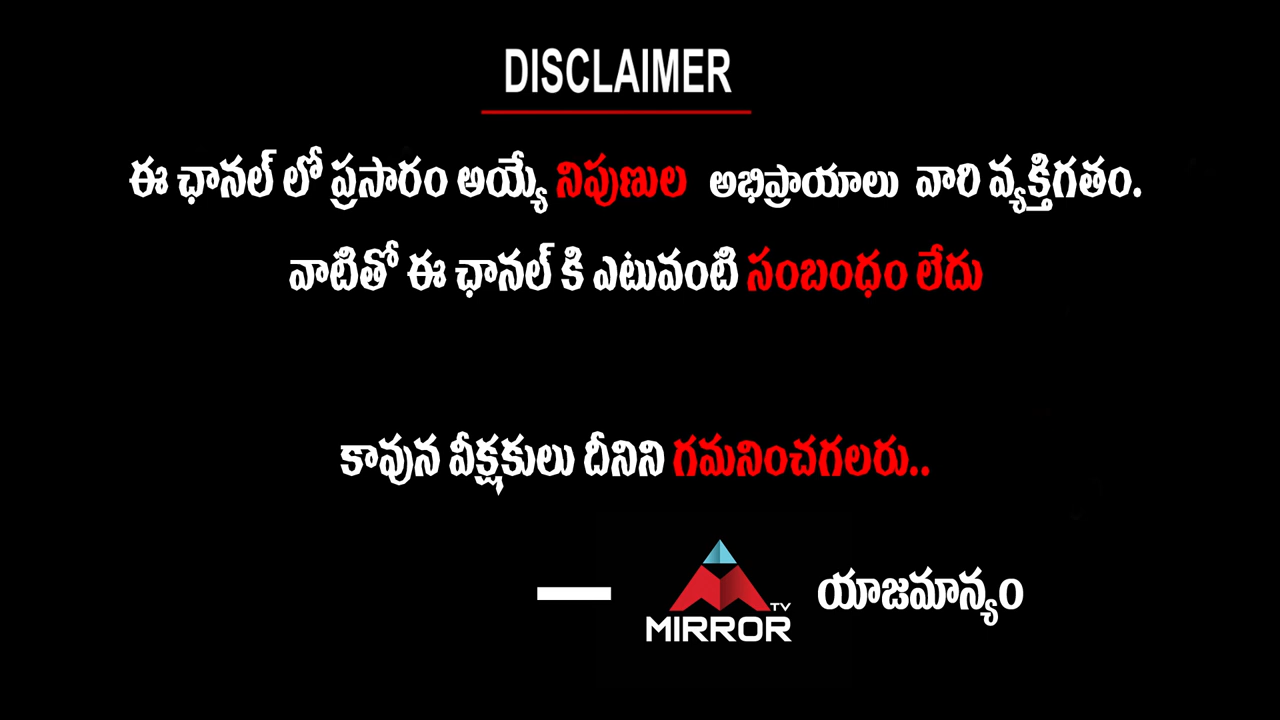 DISCLAIMER
ఈ ఛానల్ లో ప్రసారం అయ్యే నిపుణుల అభిప్రాయాలు వారి వ్యక్తిగతం.
వాటితో ఈ ఛానల్ కి ఎటువంటి సంబంధం లేదు
కావున వీక్షకులు దీనిని గమనించగలరు..
— MIRROR TV యాజమాన్యం